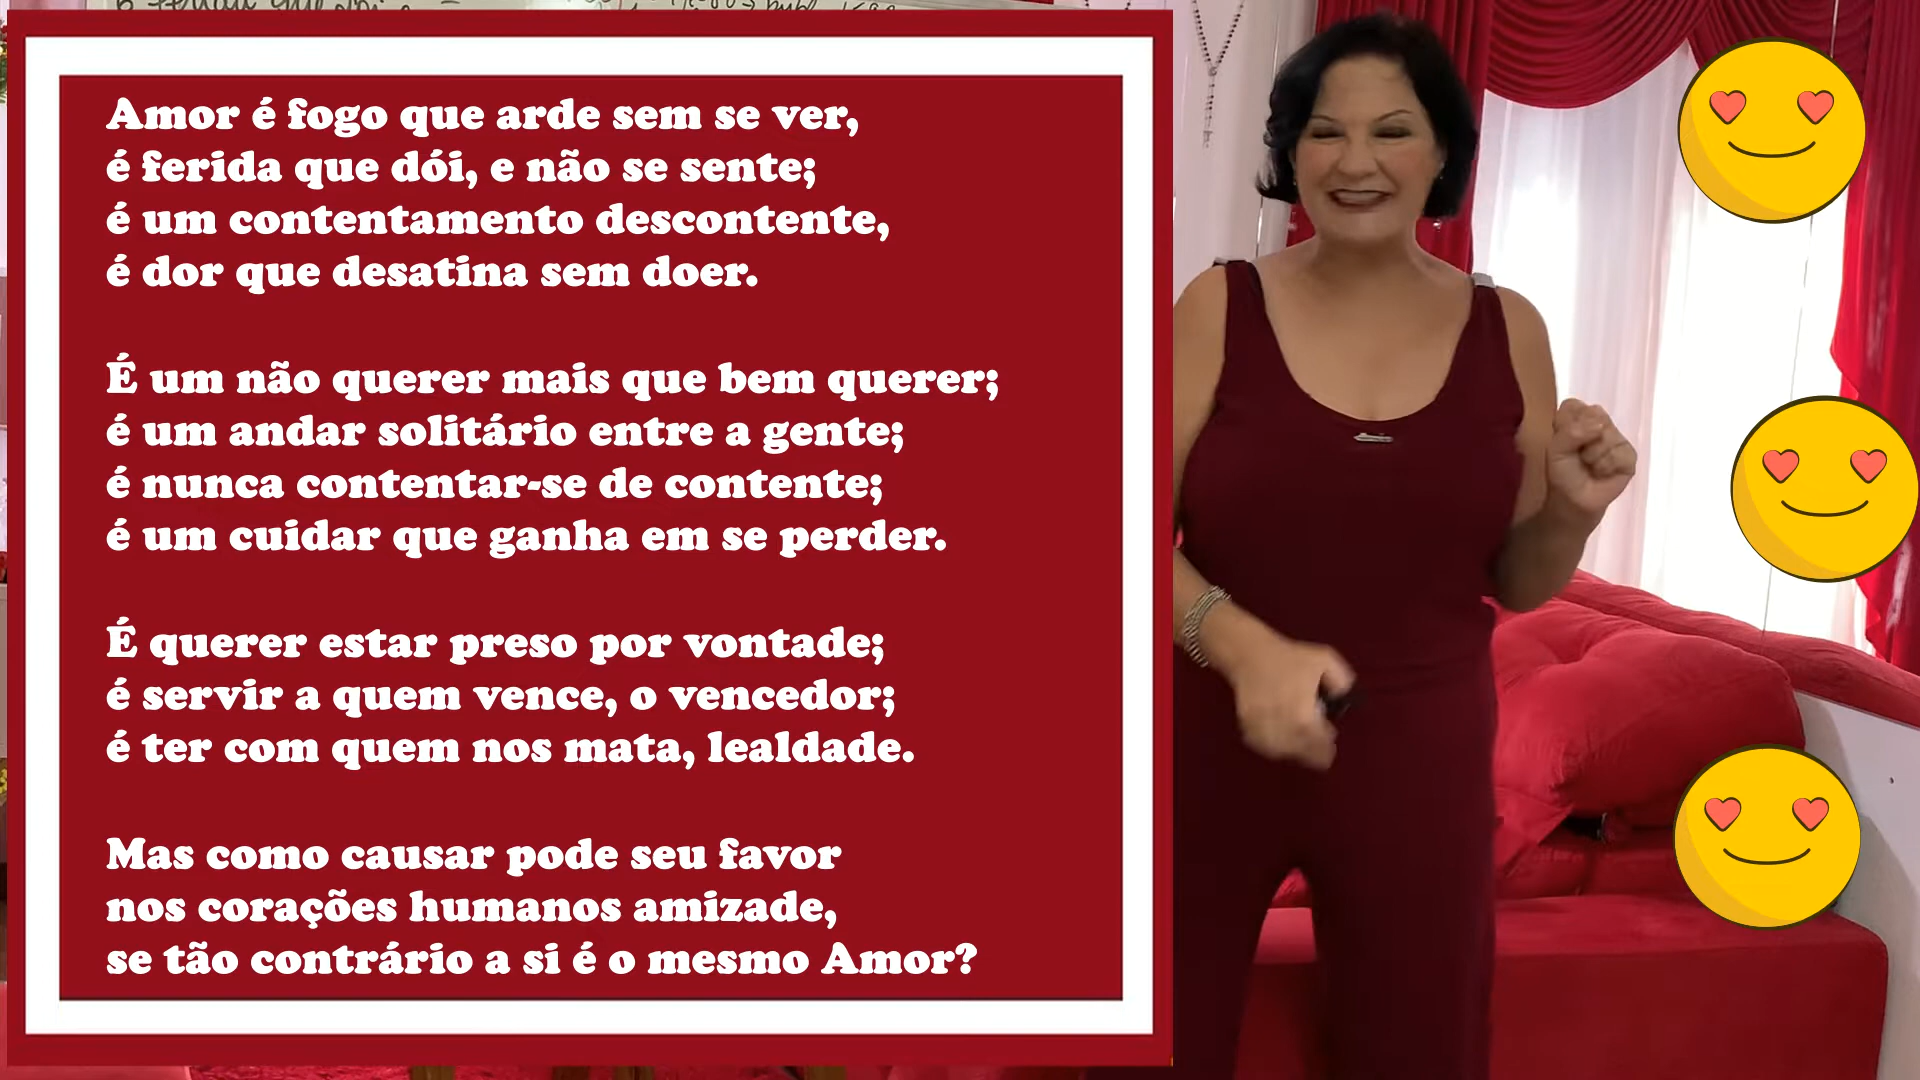 Amor é fogo que arde sem se ver,
é ferida que dói, e não se sente;
é um contentamento descontente,
é dor que desatina sem doer.
É um não querer mais que bem querer;
é um andar solitário entre a gente;
é nunca contentar-se de contente;
é um cuidar que ganha em se perder.
É querer estar preso por vontade;
é servir a quem vence, o vencedor;
é ter com quem nos mata, lealdade.
Mas como causar pode seu favor
nos corações humanos amizade,
se tão contrário a si é o mesmo Amor?